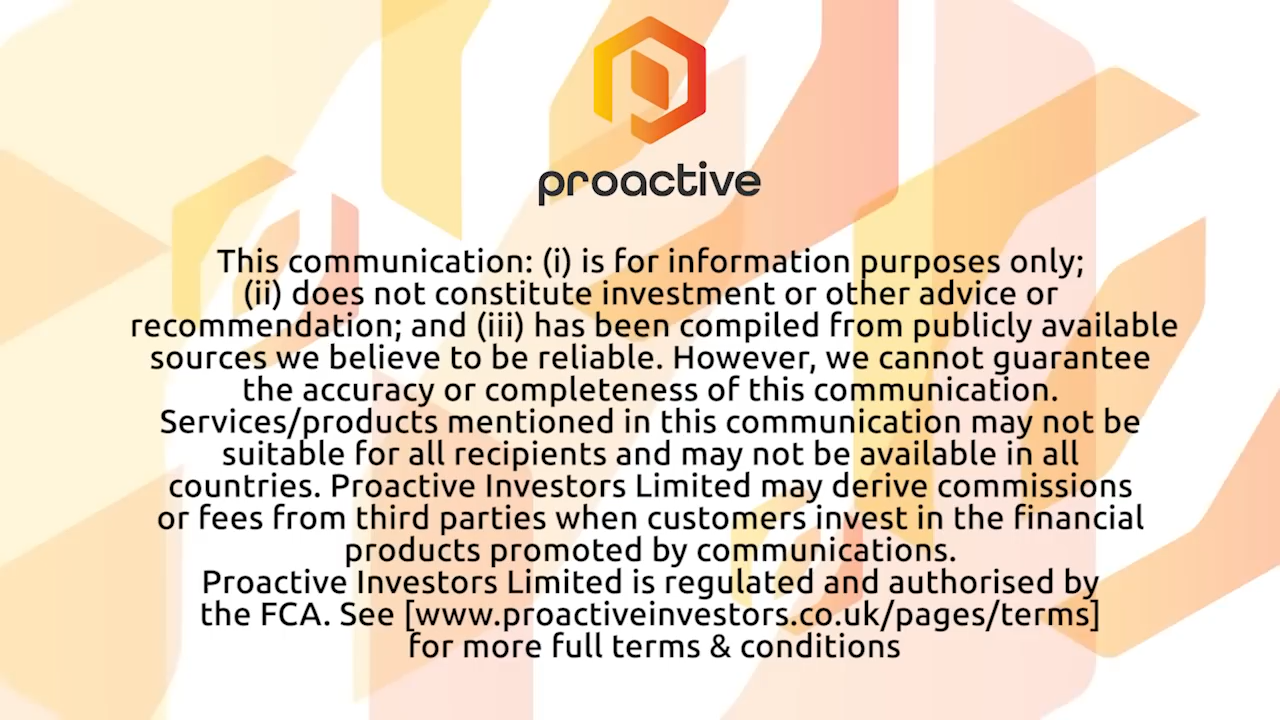 proactive
This communication: (i) is for information purposes only;
(ii) does not constitute investment or other advice or
recommendation; and (iii) has been compiled from publicly available
sources we believe to be reliable. However, we cannot guarantee
the accuracy or completeness of this communication.
Services/products mentioned in this communication may not be
suitable for all recipients and may not be available in all
countries. Proactive Investors Limited may derive commissions
or fees from third parties when customers invest in the financial
products promoted by communications.
Proactive Investors Limited is regulated and authorised by
the FCA. See [www.proactiveinvestors.co.uk/pages/terms]
for more full terms & conditions